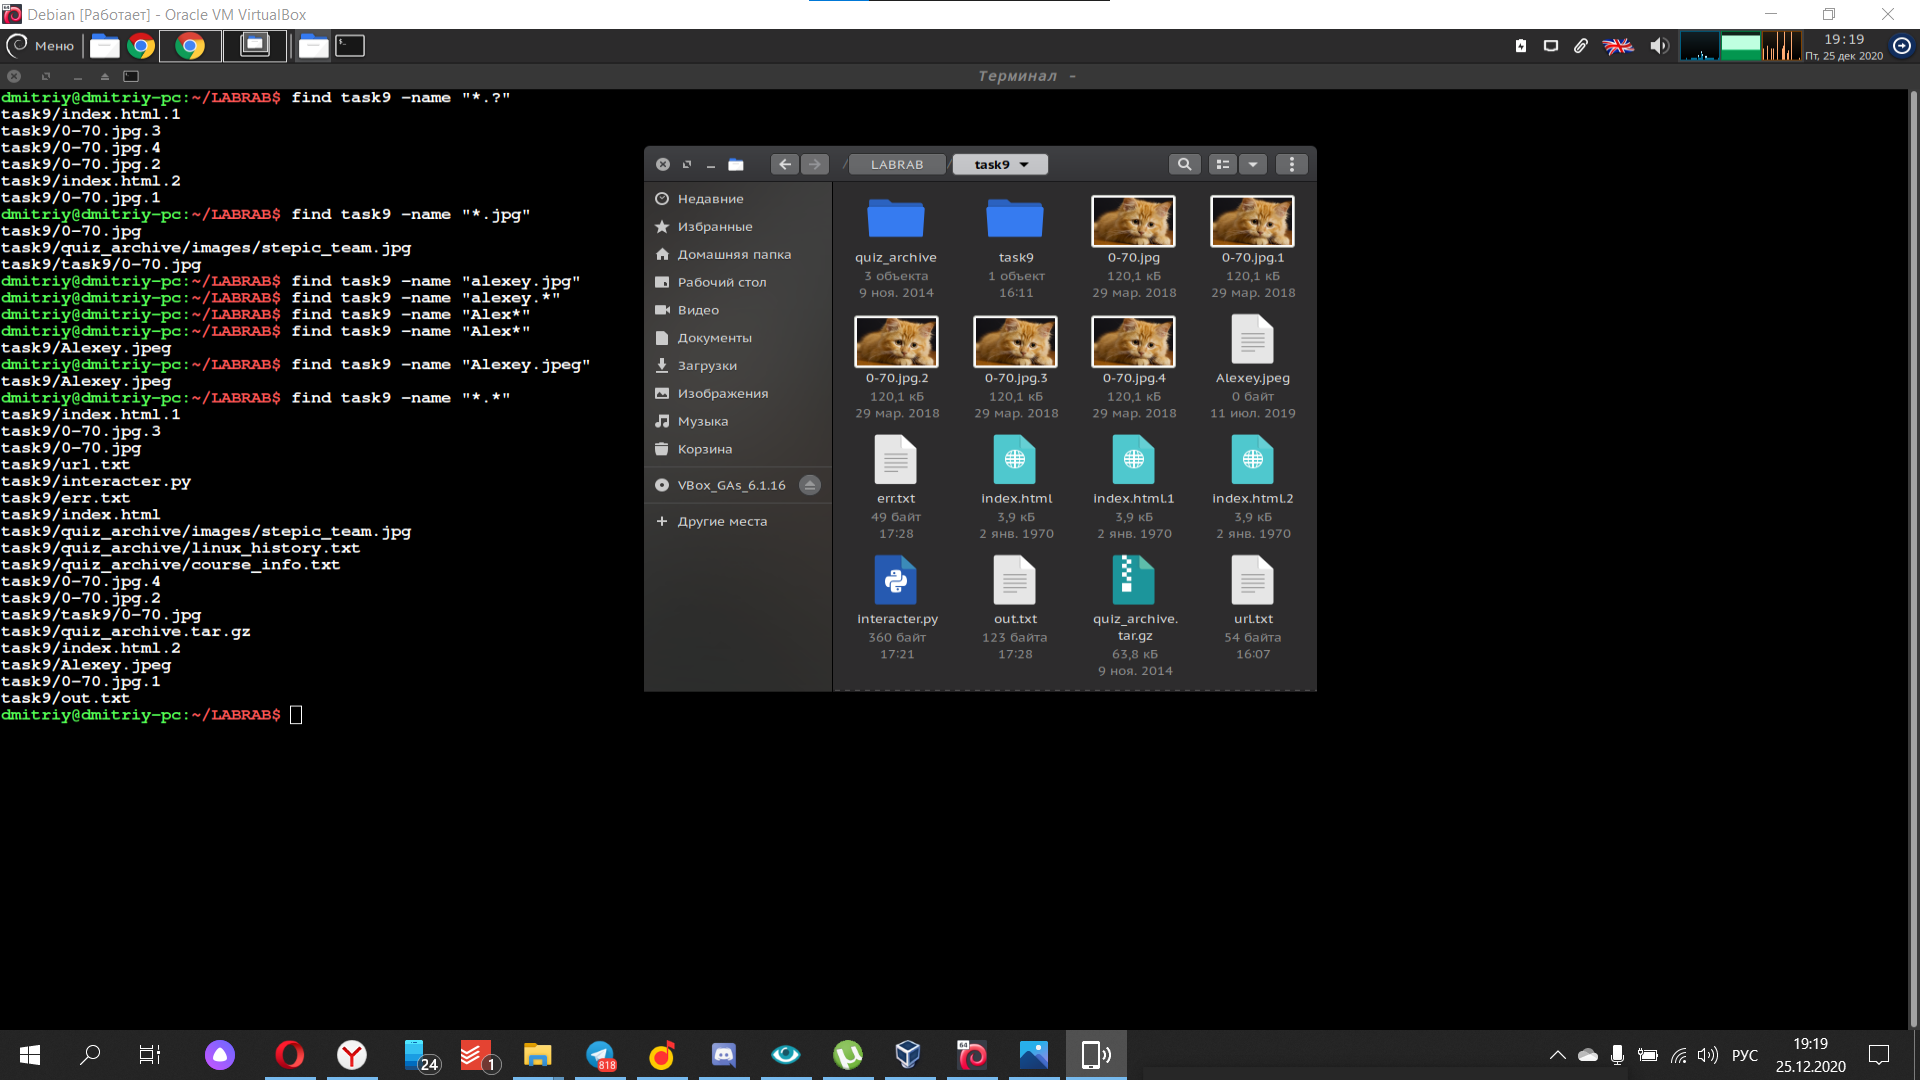 Debian [Работает] - Oracle VM VirtualBox
Меню
19:19
Пт, 25 дек 2020
Терминал -
dmitriy@dmitriy-pc:~/LABRAB$ find task9 -name "*.?"
task9/index.html.1
task9/0-70.jpg.3
task9/0-70.jpg.4
task9/0-70.jpg.2
task9/index.html.2
task9/0-70.jpg.1
dmitriy@dmitriy-pc:~/LABRAB$ find task9 -name "*.jpg"
task9/0-70.jpg
task9/quiz_archive/images/stepic_team.jpg
task9/task9/0-70.jpg
dmitriy@dmitriy-pc:~/LABRAB$ find task9 -name "alexey.jpg"
dmitriy@dmitriy-pc:~/LABRAB$ find task9 -name "alexey.*"
dmitriy@dmitriy-pc:~/LABRAB$ find task9 -name "Alex*"
dmitriy@dmitriy-pc:~/LABRAB$ find task9 -name "Alex*"
task9/Alexey.jpeg
dmitriy@dmitriy-pc:~/LABRAB$ find task9 -name "Alexey.jpeg"
task9/Alexey.jpeg
dmitriy@dmitriy-pc:~/LABRAB$ find task9 -name "*.*"
task9/index.html.1
task9/0-70.jpg.3
task9/0-70.jpg
task9/url.txt
task9/interacter.py
task9/err.txt
task9/index.html
task9/quiz_archive/images/stepic_team.jpg
task9/quiz_archive/linux_history.txt
task9/quiz_archive/course_info.txt
task9/0-70.jpg.4
task9/0-70.jpg.2
task9/task9/0-70.jpg
task9/quiz_archive.tar.gz
task9/index.html.2
task9/Alexey.jpeg
task9/0-70.jpg.1
task9/out.txt
dmitriy@dmitriy-pc:~/LABRAB$
/ LABRAB / task9
Недавние
Избранные
Домашняя папка
Рабочий стол
Видео
Документы
Загрузки
Изображения
Музыка
Корзина
VBox_GAs_6.1.16
Другие места
quiz_archive
3 объекта
9 ноя. 2014
task9
1 объект
16:11
0-70.jpg
120,1 кБ
29 мар. 2018
0-70.jpg.1
120,1 кБ
29 мар. 2018
0-70.jpg.2
120,1 кБ
29 мар. 2018
0-70.jpg.3
120,1 кБ
29 мар. 2018
0-70.jpg.4
120,1 кБ
29 мар. 2018
Alexey.jpeg
0 байт
11 июл. 2019
err.txt
49 байт
17:28
index.html
3,9 кБ
2 янв. 1970
index.html.1
3,9 кБ
2 янв. 1970
index.html.2
3,9 кБ
2 янв. 1970
interacter.py
360 байт
17:21
out.txt
123 байта
17:28
quiz_archive.
tar.gz
63,8 кБ
9 ноя. 2014
url.txt
54 байта
16:07
24
1
818
64
РУС
19:19
25.12.2020